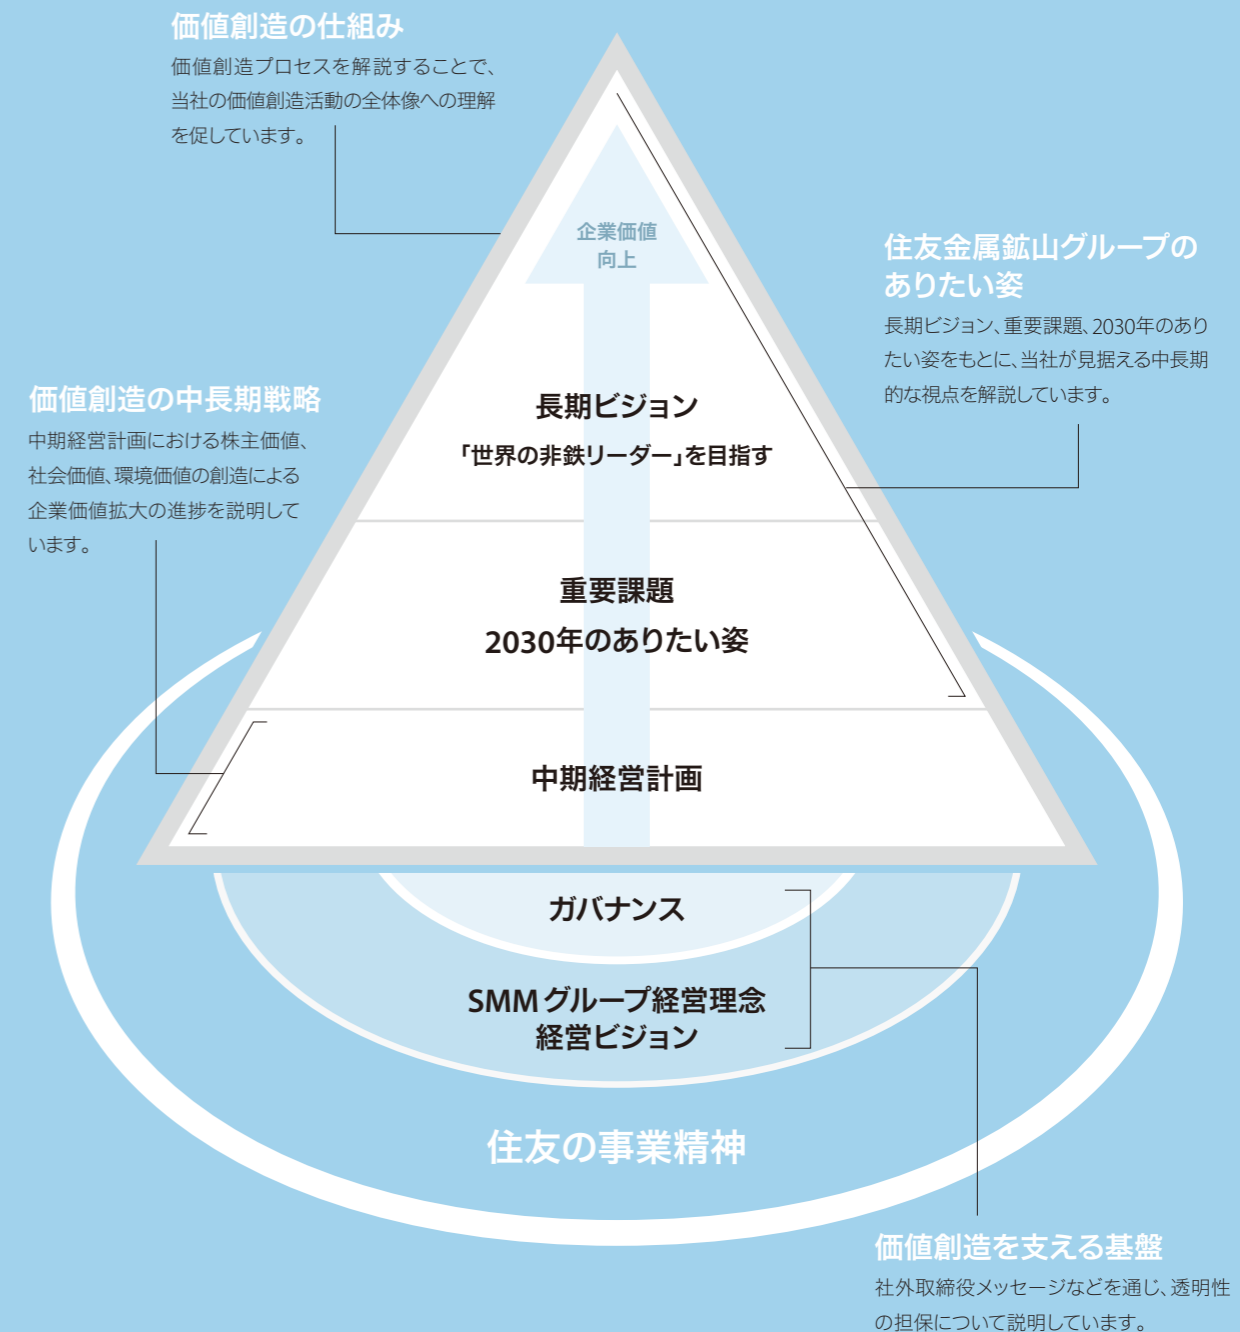 価値創造の仕組み
価値創造プロセスを解説することで、
当社の価値創造活動の全体像への理解
を促しています。
企業価値
向上
住友金属鉱山グループの
ありたい姿
長期ビジョン、重要課題、2030年のあり
たい姿をもとに、当社が見据える中長期
的な視点を解説しています。
価値創造の中長期戦略
中期経営計画における株主価値、
社会価値、環境価値の創造による
企業価値拡大の進捗を説明して
います。
長期ビジョン
「世界の非鉄リーダー」を目指す
重要課題
2030年のありたい姿
中期経営計画
ガバナンス
SMMグループ経営理念
経営ビジョン
住友の事業精神
価値創造を支える基盤
社外取締役メッセージなどを通じ、透明性
の担保について説明しています。